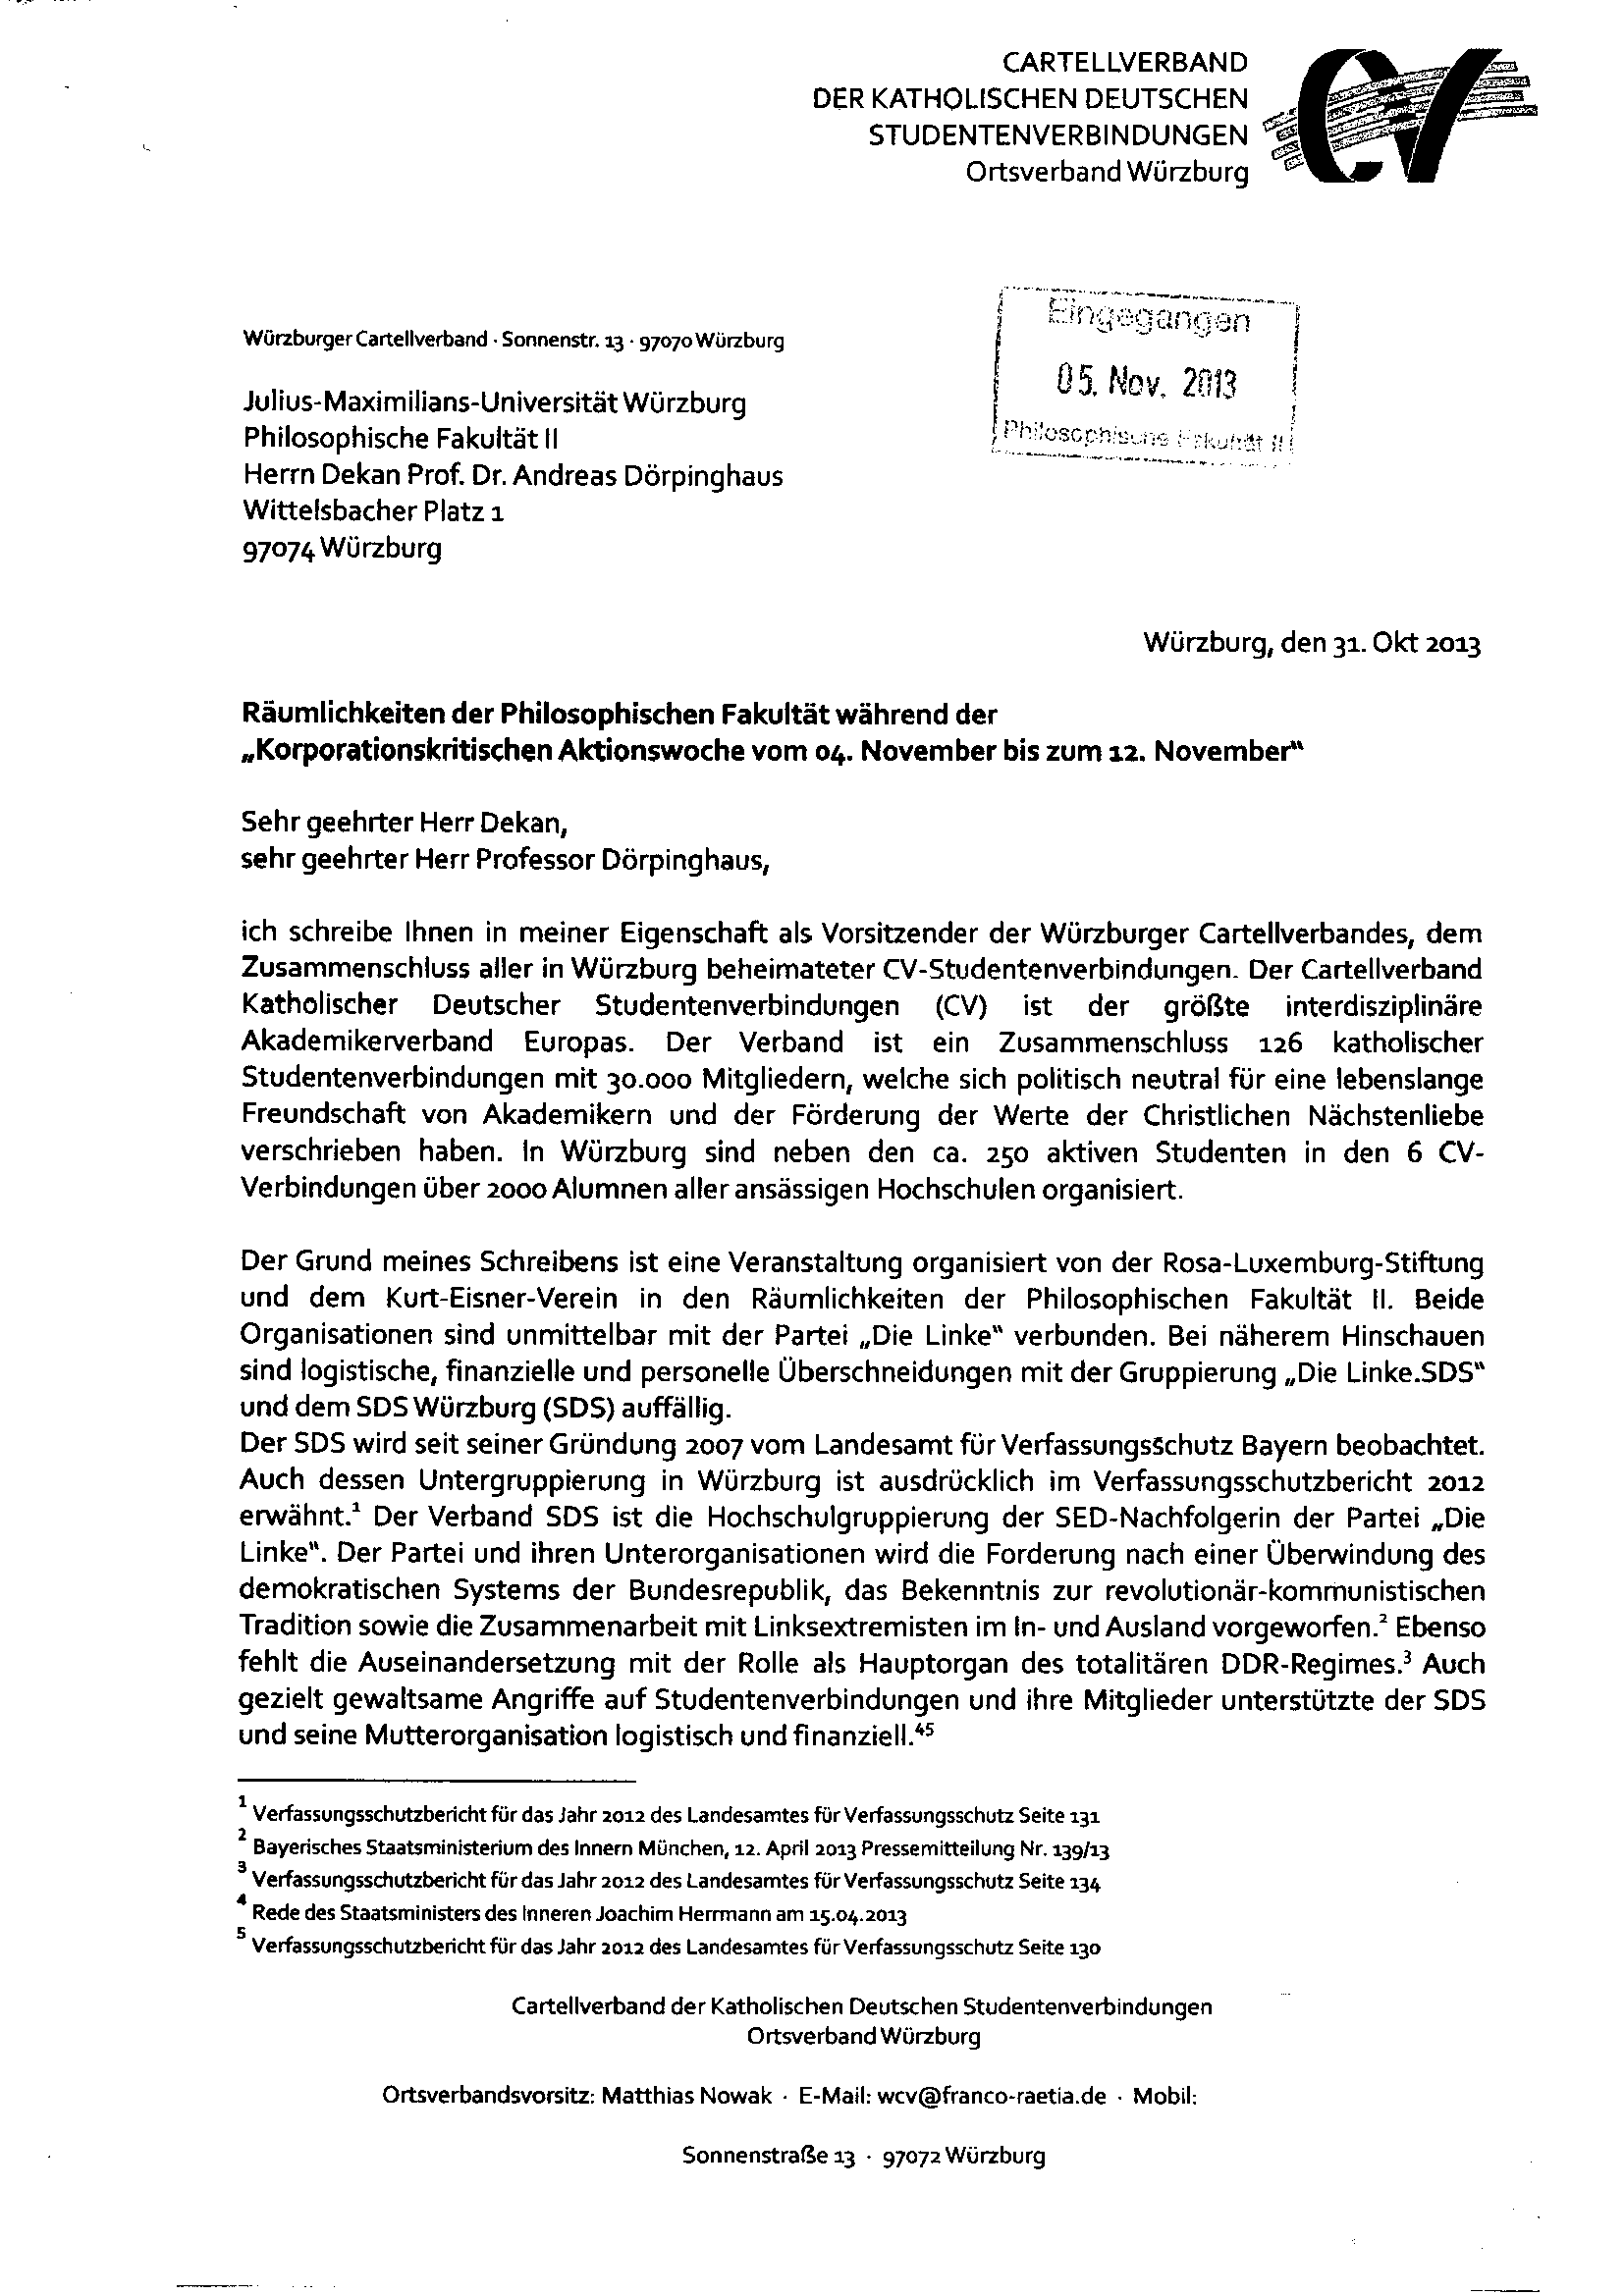 CARTELLVERBAND
DER KATHOLISCHEN DEUTSCHEN
STUDENTENVERBINDUNGEN
Ortsverband Würzburg
CV
Eingegangen
05. Nov. 2013
Philosophische Fakultät II
Würzburger Cartellverband · Sonnenstr. 13 · 97070 Würzburg
Julius-Maximilians-Universität Würzburg
Philosophische Fakultät II
Herrn Dekan Prof. Dr. Andreas Dörpinghaus
Wittelsbacher Platz 1
97074 Würzburg
Würzburg, den 31. Okt 2013
Räumlichkeiten der Philosophischen Fakultät während der
„Korporationskritischen Aktionswoche vom 04. November bis zum 12. November“
Sehr geehrter Herr Dekan,
sehr geehrter Herr Professor Dörpinghaus,
ich schreibe Ihnen in meiner Eigenschaft als Vorsitzender der Würzburger Cartellverbandes, dem
Zusammenschluss aller in Würzburg beheimateter CV-Studentenverbindungen. Der Cartellverband
Katholischer Deutscher Studentenverbindungen (CV) ist der größte interdisziplinäre
Akademikerverband Europas. Der Verband ist ein Zusammenschluss 126 katholischer
Studentenverbindungen mit 30.000 Mitgliedern, welche sich politisch neutral für eine lebenslange
Freundschaft von Akademikern und der Förderung der Werte der Christlichen Nächstenliebe
verschrieben haben. In Würzburg sind neben den ca. 250 aktiven Studenten in den 6 CV-
Verbindungen über 2000 Alumnen aller ansässigen Hochschulen organisiert.
Der Grund meines Schreibens ist eine Veranstaltung organisiert von der Rosa-Luxemburg-Stiftung
und dem Kurt-Eisner-Verein in den Räumlichkeiten der Philosophischen Fakultät II. Beide
Organisationen sind unmittelbar mit der Partei „Die Linke“ verbunden. Bei näherem Hinschauen
sind logistische, finanzielle und personelle Überschneidungen mit der Gruppierung „Die Linke.SDS“
und dem SDS Würzburg (SDS) auffällig.
Der SDS wird seit seiner Gründung 2007 vom Landesamt für Verfassungsschutz Bayern beobachtet.
Auch dessen Untergruppierung in Würzburg ist ausdrücklich im Verfassungsschutzbericht 2012
erwähnt.¹ Der Verband SDS ist die Hochschulgruppierung der SED-Nachfolgerin der Partei „Die
Linke“. Der Partei und ihren Unterorganisationen wird die Forderung nach einer Überwindung des
demokratischen Systems der Bundesrepublik, das Bekenntnis zur revolutionär-kommunistischen
Tradition sowie die Zusammenarbeit mit Linksextremisten im In- und Ausland vorgeworfen.² Ebenso
fehlt die Auseinandersetzung mit der Rolle als Hauptorgan des totalitären DDR-Regimes.³ Auch
gezielt gewaltsame Angriffe auf Studentenverbindungen und ihre Mitglieder unterstützte der SDS
und seine Mutterorganisation logistisch und finanziell.⁴⁵
¹ Verfassungsschutzbericht für das Jahr 2012 des Landesamtes für Verfassungsschutz Seite 131
² Bayerisches Staatsministerium des Innern München, 12. April 2013 Pressemitteilung Nr. 139/13
³ Verfassungsschutzbericht für das Jahr 2012 des Landesamtes für Verfassungsschutz Seite 134
⁴ Rede des Staatsministers des Inneren Joachim Herrmann am 15.04.2013
⁵ Verfassungsschutzbericht für das Jahr 2012 des Landesamtes für Verfassungsschutz Seite 130
Cartellverband der Katholischen Deutschen Studentenverbindungen
Ortsverband Würzburg
Ortsverbandsvorsitz: Matthias Nowak · E-Mail: wcv@franco-raetia.de · Mobil:
Sonnenstraße 13 · 97072 Würzburg